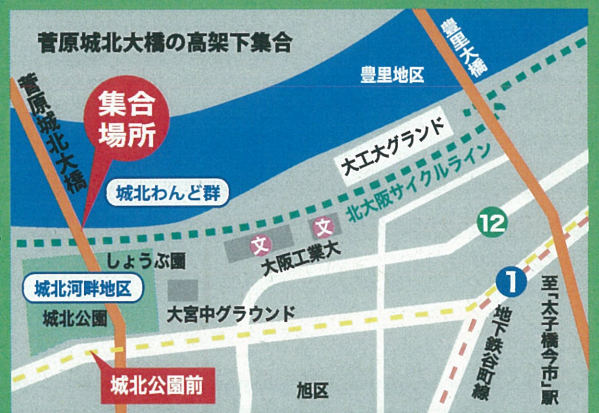 菅原城北大橋の高架下集合
豊里大橋
豊里地区
菅原城北大橋
集合
場所
大工大グランド
北大阪サイクルライン
城北わんど群
文
文
12
大阪工業大
しょうぶ園
城北河畔地区
1
大宮中グラウンド
城北公園
地下鉄谷町線
至「太子橋今市」駅
城北公園前
旭区